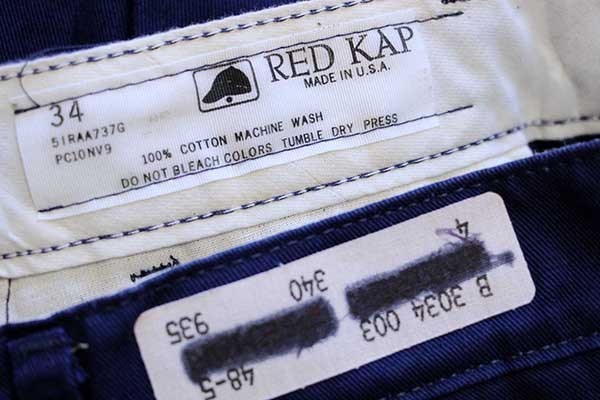 RED KAP
MADE IN U.S.A.
34
51RAA737G
PC10NV9
100% COTTON MACHINE WASH
DO NOT BLEACH COLORS TUMBLE DRY PRESS
B 3034 003 48-5
4 340 935